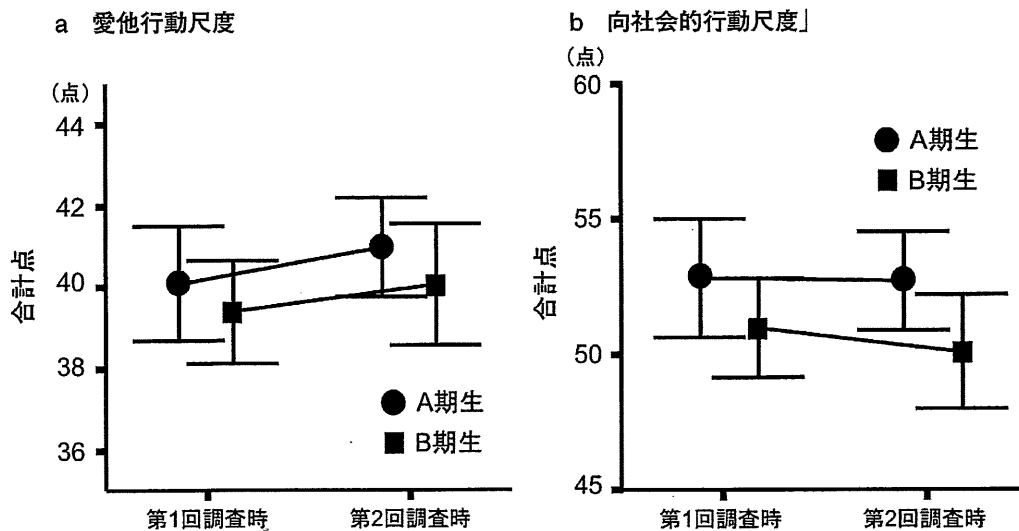 a 愛他行動尺度
(点)
44
42
40
38
36
合計点
A期生
B期生
第1回調査時
第2回調査時
b 向社会的行動尺度」
(点)
60
55
50
45
合計点
A期生
B期生
第1回調査時
第2回調査時